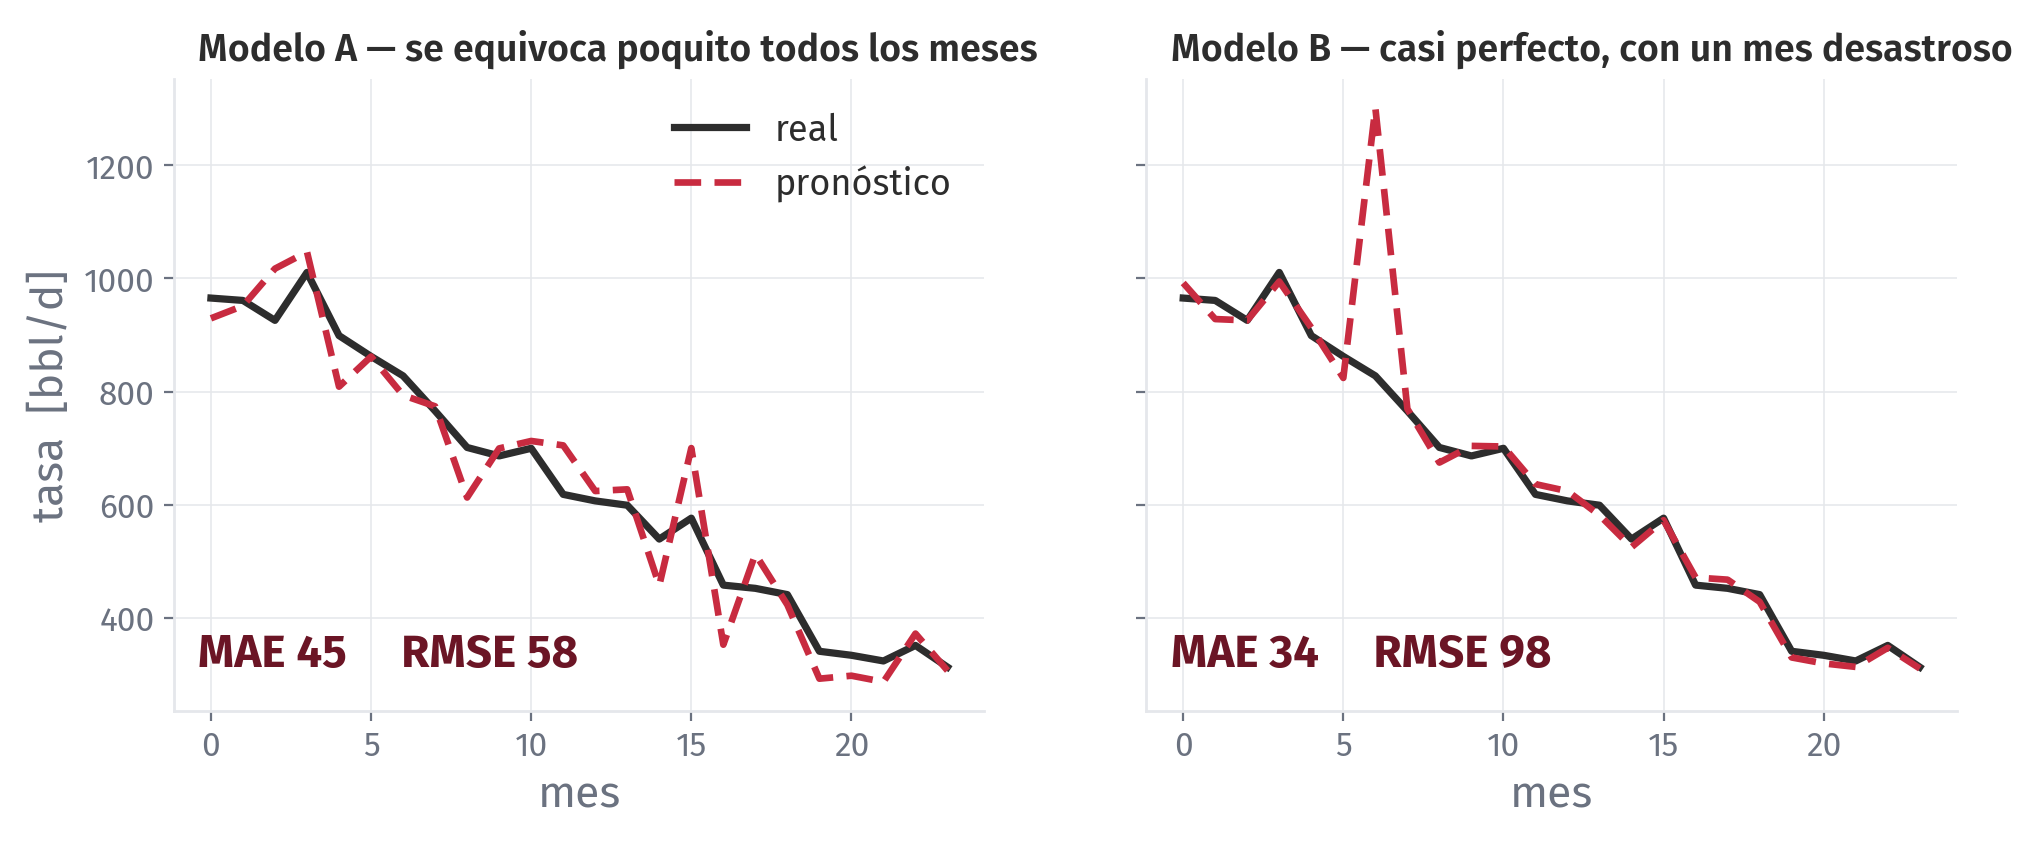 Modelo A — se equivoca poquito todos los meses
real
pronóstico
tasa [bbl/d]
1200
1000
800
600
400
MAE 45 RMSE 58
0 5 10 15 20
mes
Modelo B — casi perfecto, con un mes desastroso
MAE 34 RMSE 98
0 5 10 15 20
mes